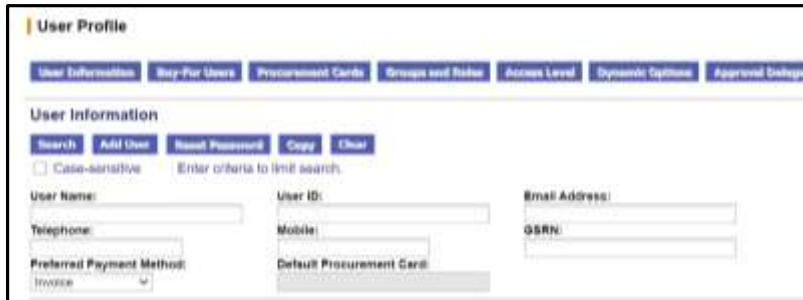 User Profile
User Information Buy-For Users Procurement Cards Groups and Roles Access Level Dynamic Options Approval
User Information
Search Add User Reset Password Copy Clear
Case-sensitive Enter criteria to limit search.
User Name: User ID: Email Address:
Telephone: Mobile: GSRN:
Preferred Payment Method: Default Procurement Card:
Invoice